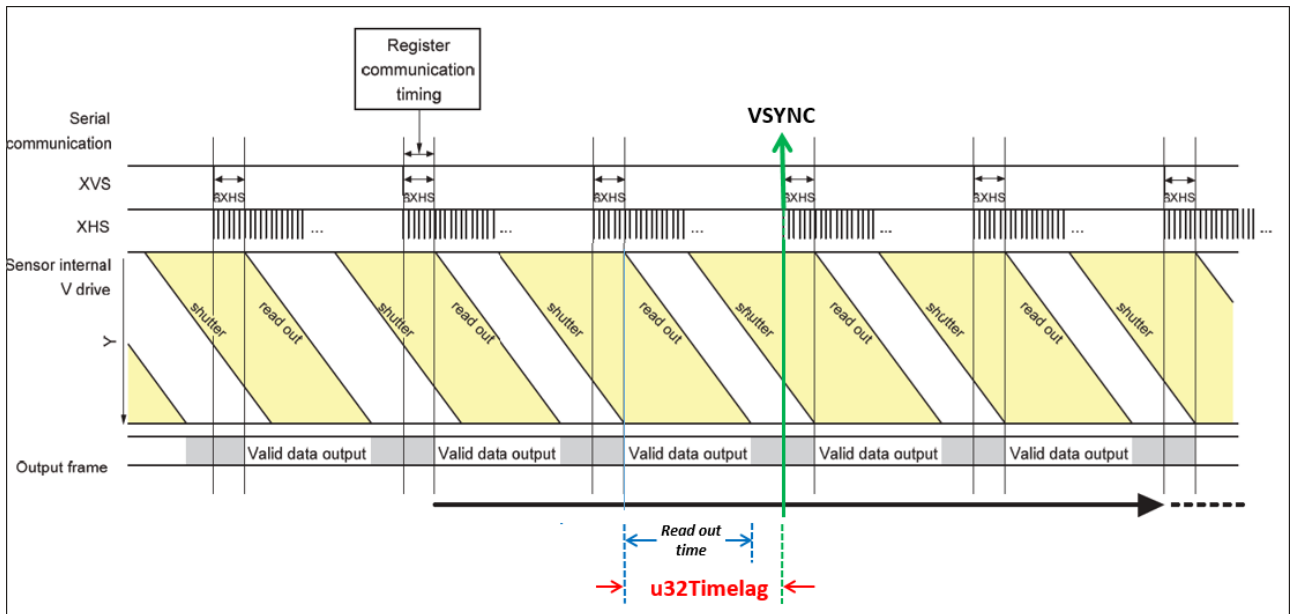 Register
communication
timing
Serial
communication
VSYNC
XVS
6XHS 6XHS 6XHS 6XHS 6XHS 6XHS
XHS
... ... ... ... ... ...
Sensor internal
V drive
shutter read out shutter read out shutter read out shutter read out shutter read out shutter
Y
Output frame
Valid data output Valid data output Valid data output Valid data output Valid data output
Read out
time
u32Timelag